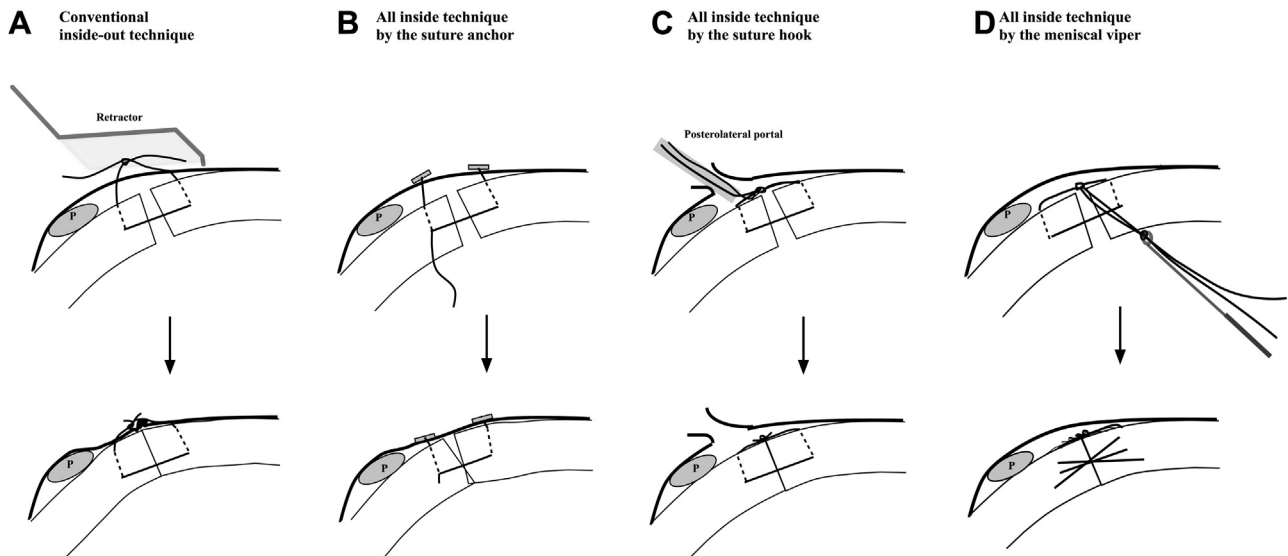 A
Conventional
inside-out technique
B
All inside technique
by the suture anchor
C
All inside technique
by the suture hook
D
All inside technique
by the meniscal viper
Retractor
Posterolateral portal
P
P
P
P
P
P
P
P